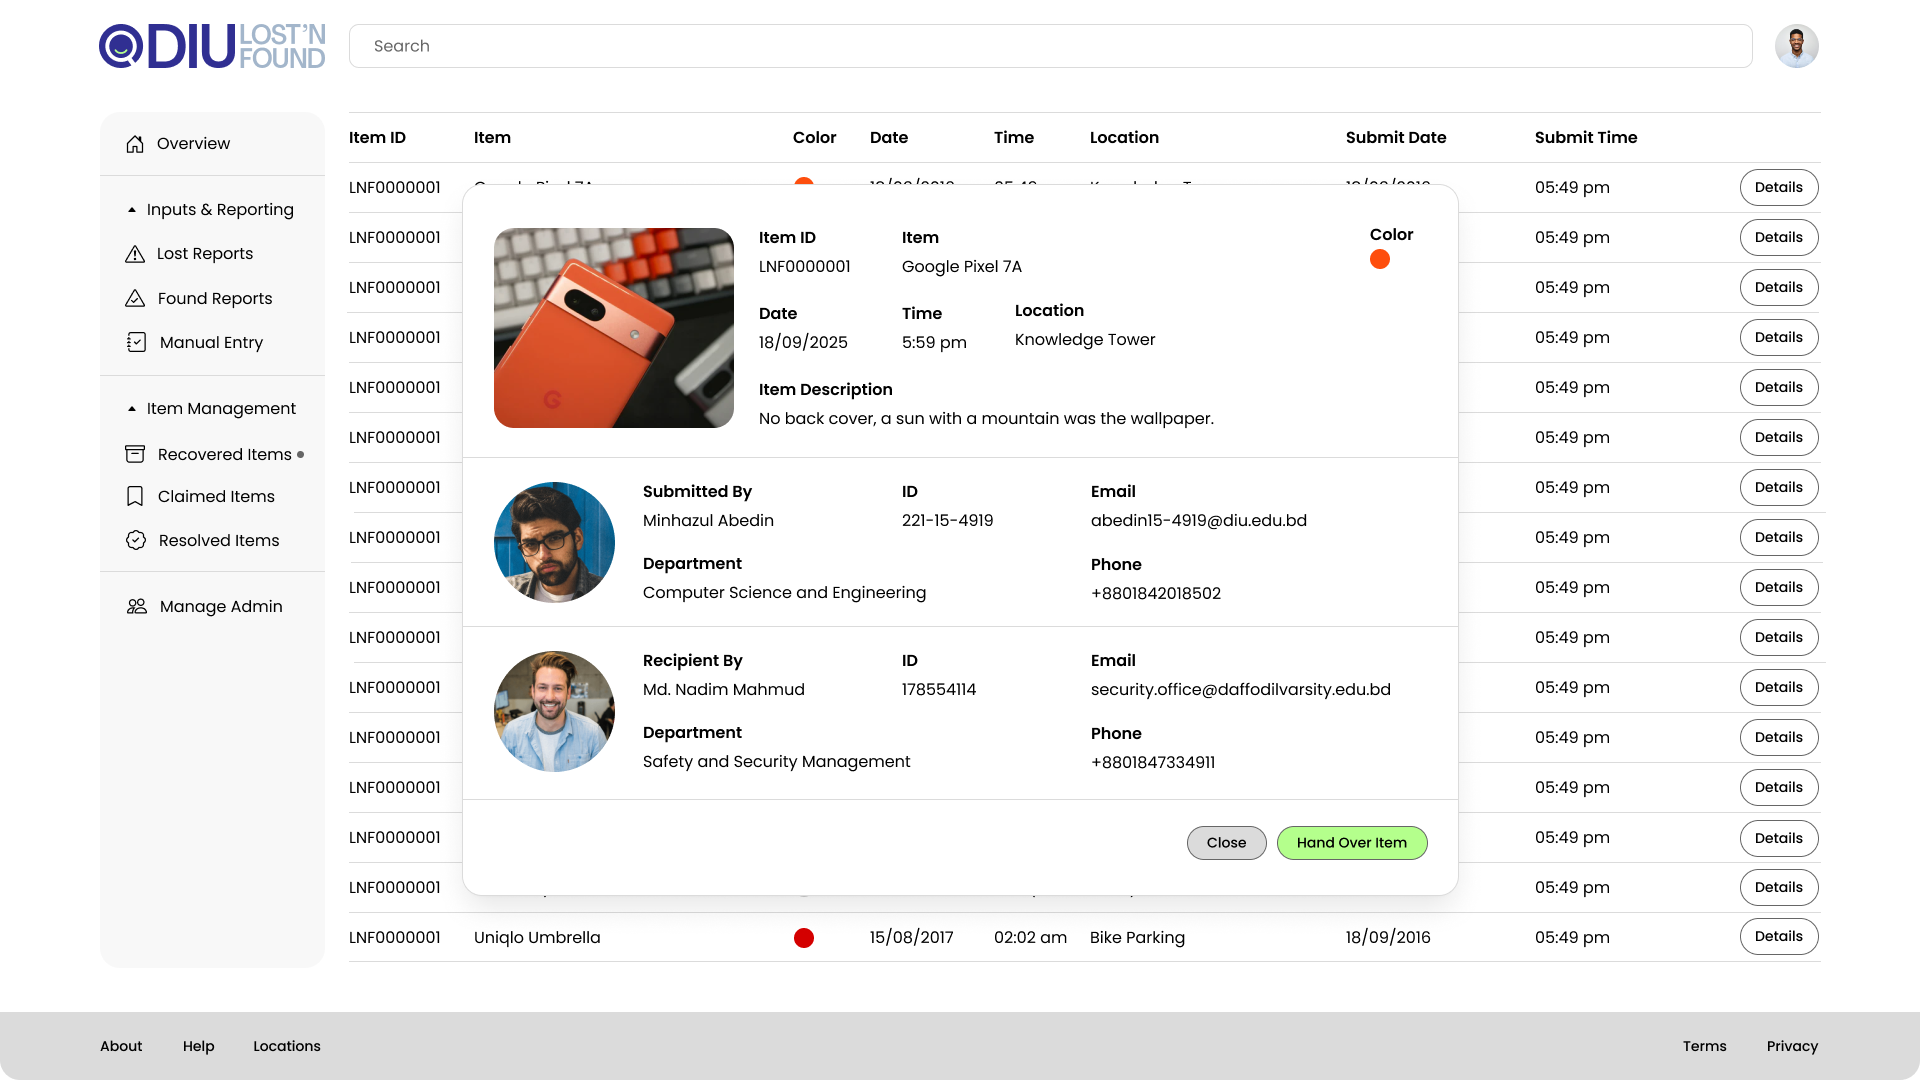 DIU LOST'N
FOUND
Search
Overview
Inputs & Reporting
Lost Reports
Found Reports
Manual Entry
Item Management
Recovered Items
Claimed Items
Resolved Items
Manage Admin
Item ID Item Color Date Time Location Submit Date Submit Time
LNF0000001 Google Pixel 7A 05:49 pm Details
LNF0000001 05:49 pm Details
LNF0000001 05:49 pm Details
LNF0000001 05:49 pm Details
LNF0000001 05:49 pm Details
LNF0000001 05:49 pm Details
LNF0000001 05:49 pm Details
LNF0000001 05:49 pm Details
LNF0000001 05:49 pm Details
LNF0000001 05:49 pm Details
LNF0000001 05:49 pm Details
LNF0000001 05:49 pm Details
LNF0000001 05:49 pm Details
LNF0000001 05:49 pm Details
LNF0000001 05:49 pm Details
LNF0000001 Uniqlo Umbrella 15/08/2017 02:02 am Bike Parking 18/09/2016 05:49 pm Details
Item ID Item Color
LNF0000001 Google Pixel 7A
Date Time Location
18/09/2025 5:59 pm Knowledge Tower
Item Description
No back cover, a sun with a mountain was the wallpaper.
Submitted By ID Email
Minhazul Abedin 221-15-4919 abedin15-4919@diu.edu.bd
Department Phone
Computer Science and Engineering +8801842018502
Recipient By ID Email
Md. Nadim Mahmud 178554114 security.office@daffodilvarsity.edu.bd
Department Phone
Safety and Security Management +8801847334911
Close Hand Over Item
About Help Locations Terms Privacy